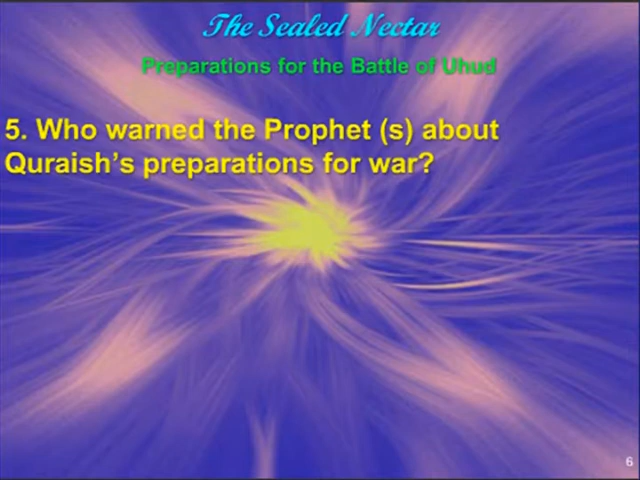 The Sealed Nectar
Preparations for the Battle of Uhud
5. Who warned the Prophet (s) about
Quraish's preparations for war?
6